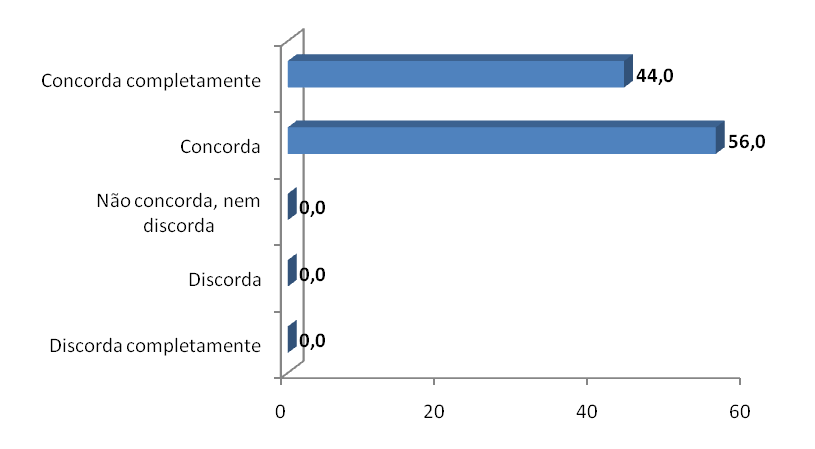 Concorda completamente
44,0
Concorda
56,0
Não concorda, nem
discorda
0,0
Discorda
0,0
Discorda completamente
0,0
0
20
40
60